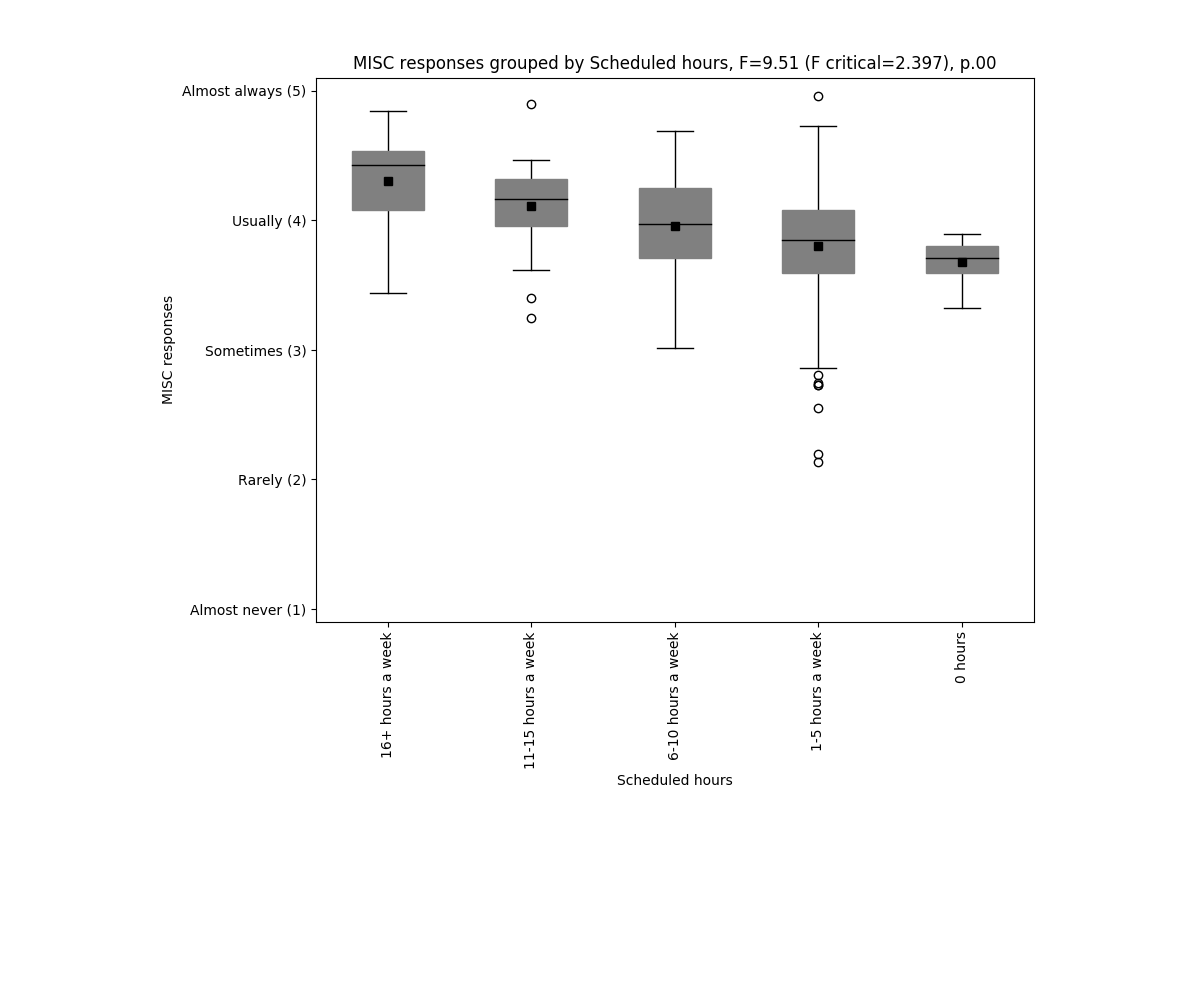 MISC responses grouped by Scheduled hours, F=9.51 (F critical=2.397), p.00
Almost always (5)
Usually (4)
Sometimes (3)
Rarely (2)
Almost never (1)
MISC responses
16+ hours a week
11-15 hours a week
6-10 hours a week
1-5 hours a week
0 hours
Scheduled hours